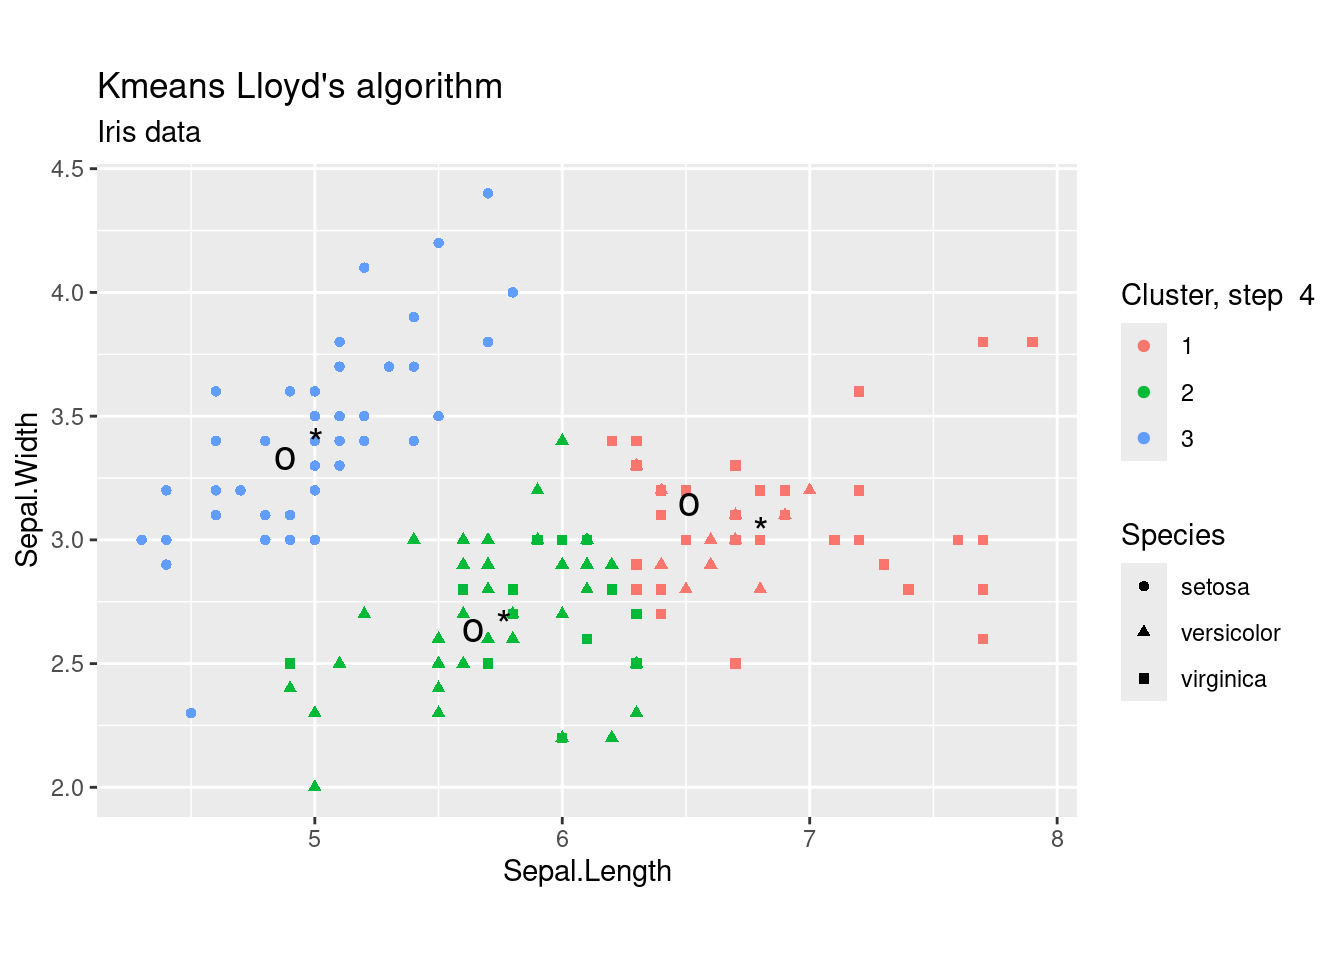 Kmeans Lloyd's algorithm
Iris data
Sepal.Width
4.5
4.0
3.5
3.0
2.5
2.0
o
*
o
*
o
*
5
6
7
8
Sepal.Length
Cluster, step  4
1
2
3
Species
setosa
versicolor
virginica